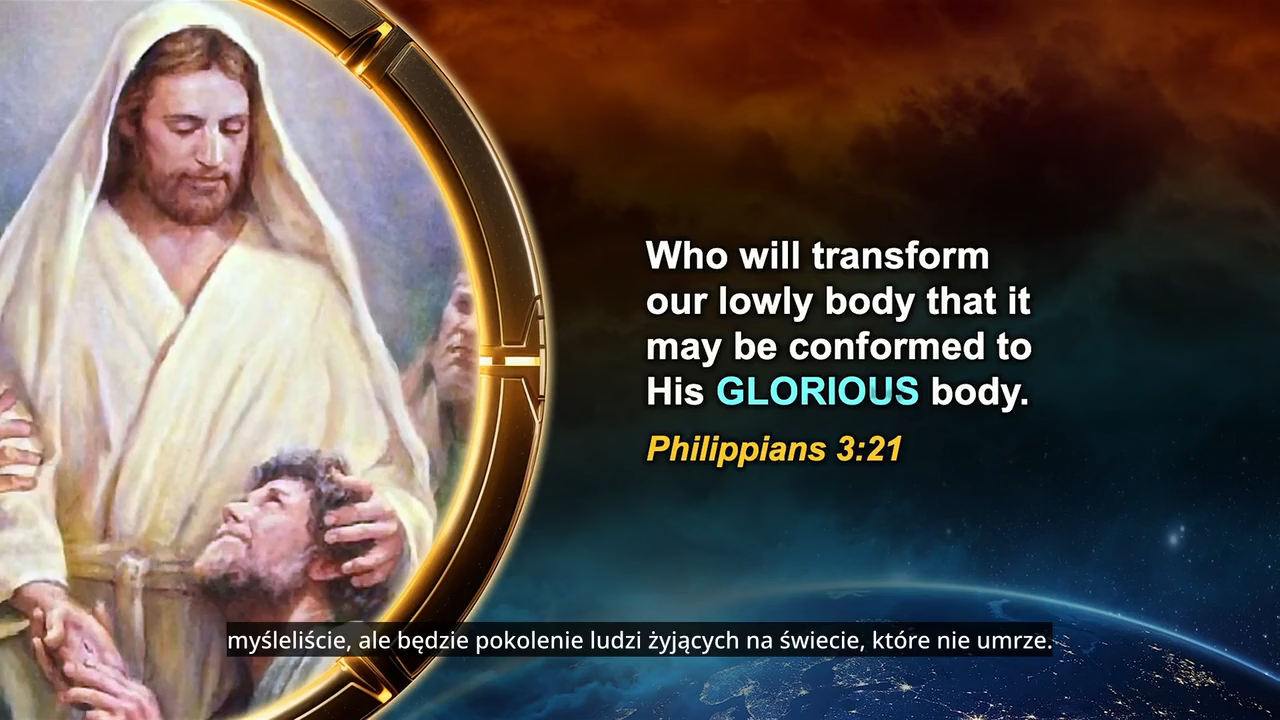 Who will transform
our lowly body that it
may be conformed to
His GLORIOUS body.
Philippians 3:21
myśleliście, ale będzie pokolenie ludzi żyjących na świecie, które nie umrze.